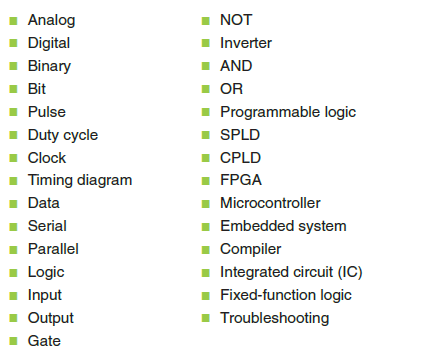 Analog
Digital
Binary
Bit
Pulse
Duty cycle
Clock
Timing diagram
Data
Serial
Parallel
Logic
Input
Output
Gate
NOT
Inverter
AND
OR
Programmable logic
SPLD
CPLD
FPGA
Microcontroller
Embedded system
Compiler
Integrated circuit (IC)
Fixed-function logic
Troubleshooting